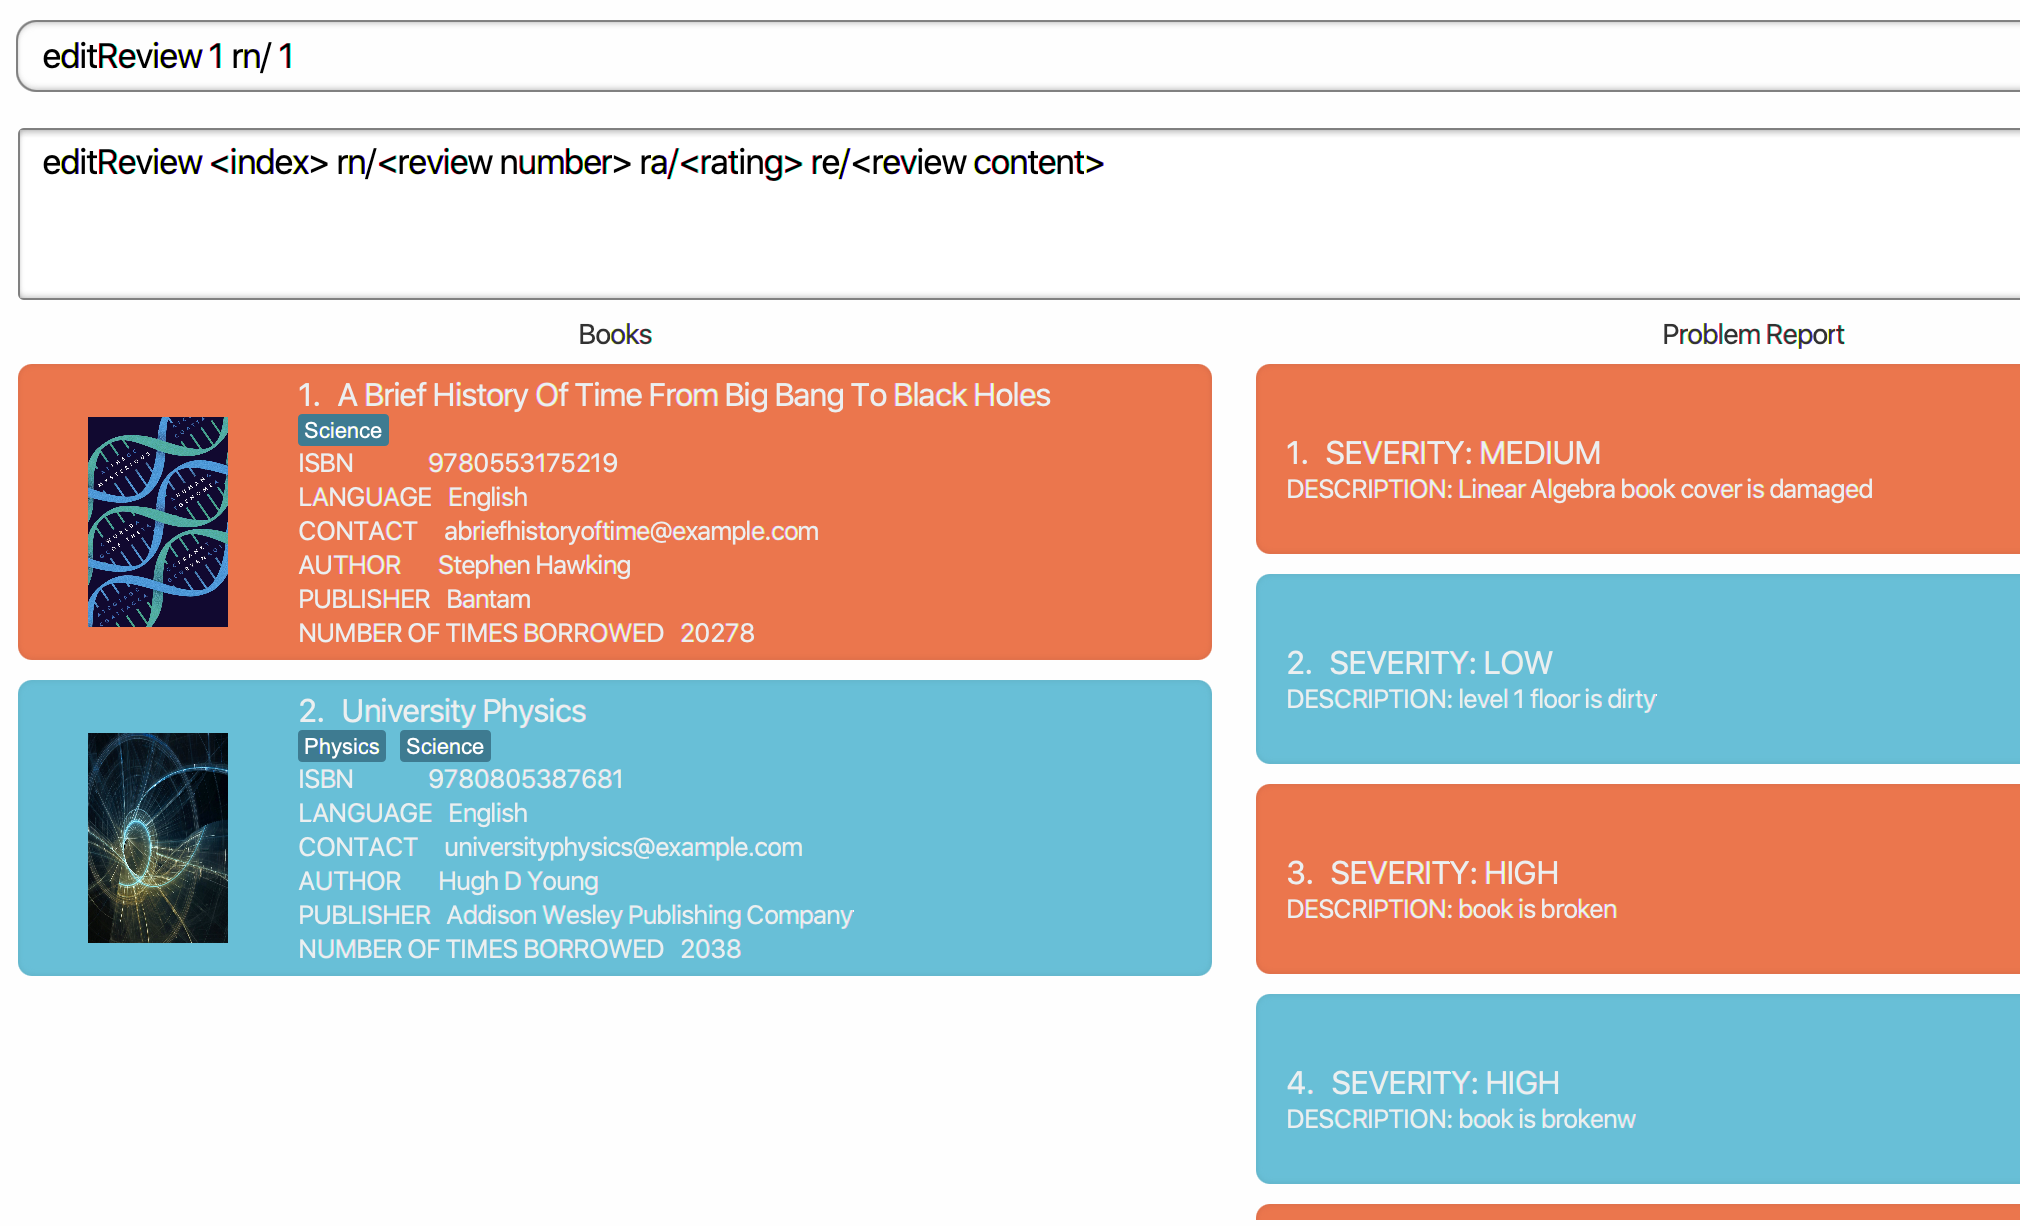 editReview 1 rn/ 1
editReview <index> rn/<review number> ra/<rating> re/<review content>
Books
1. A Brief History Of Time From Big Bang To Black Holes
Science
ISBN 9780553175219
LANGUAGE English
CONTACT abriefhistoryoftime@example.com
AUTHOR Stephen Hawking
PUBLISHER Bantam
NUMBER OF TIMES BORROWED 20278
2. University Physics
Physics Science
ISBN 9780805387681
LANGUAGE English
CONTACT universityphysics@example.com
AUTHOR Hugh D Young
PUBLISHER Addison Wesley Publishing Company
NUMBER OF TIMES BORROWED 2038
Problem Report
1. SEVERITY: MEDIUM
DESCRIPTION: Linear Algebra book cover is damaged
2. SEVERITY: LOW
DESCRIPTION: level 1 floor is dirty
3. SEVERITY: HIGH
DESCRIPTION: book is broken
4. SEVERITY: HIGH
DESCRIPTION: book is brokenw